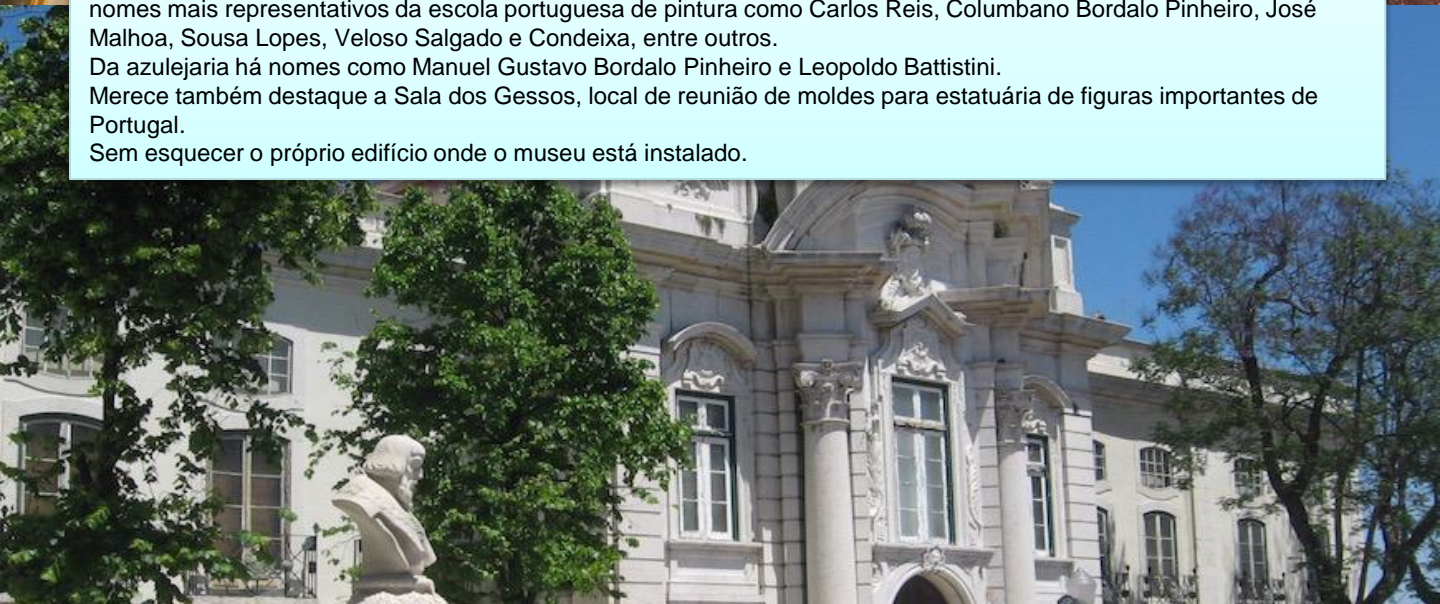 nomes mais representativos da escola portuguesa de pintura como Carlos Reis, Columbano Bordalo Pinheiro, José
Malhoa, Sousa Lopes, Veloso Salgado e Condeixa, entre outros.
Da azulejaria há nomes como Manuel Gustavo Bordalo Pinheiro e Leopoldo Battistini.
Merece também destaque a Sala dos Gessos, local de reunião de moldes para estatuária de figuras importantes de
Portugal.
Sem esquecer o próprio edifício onde o museu está instalado.